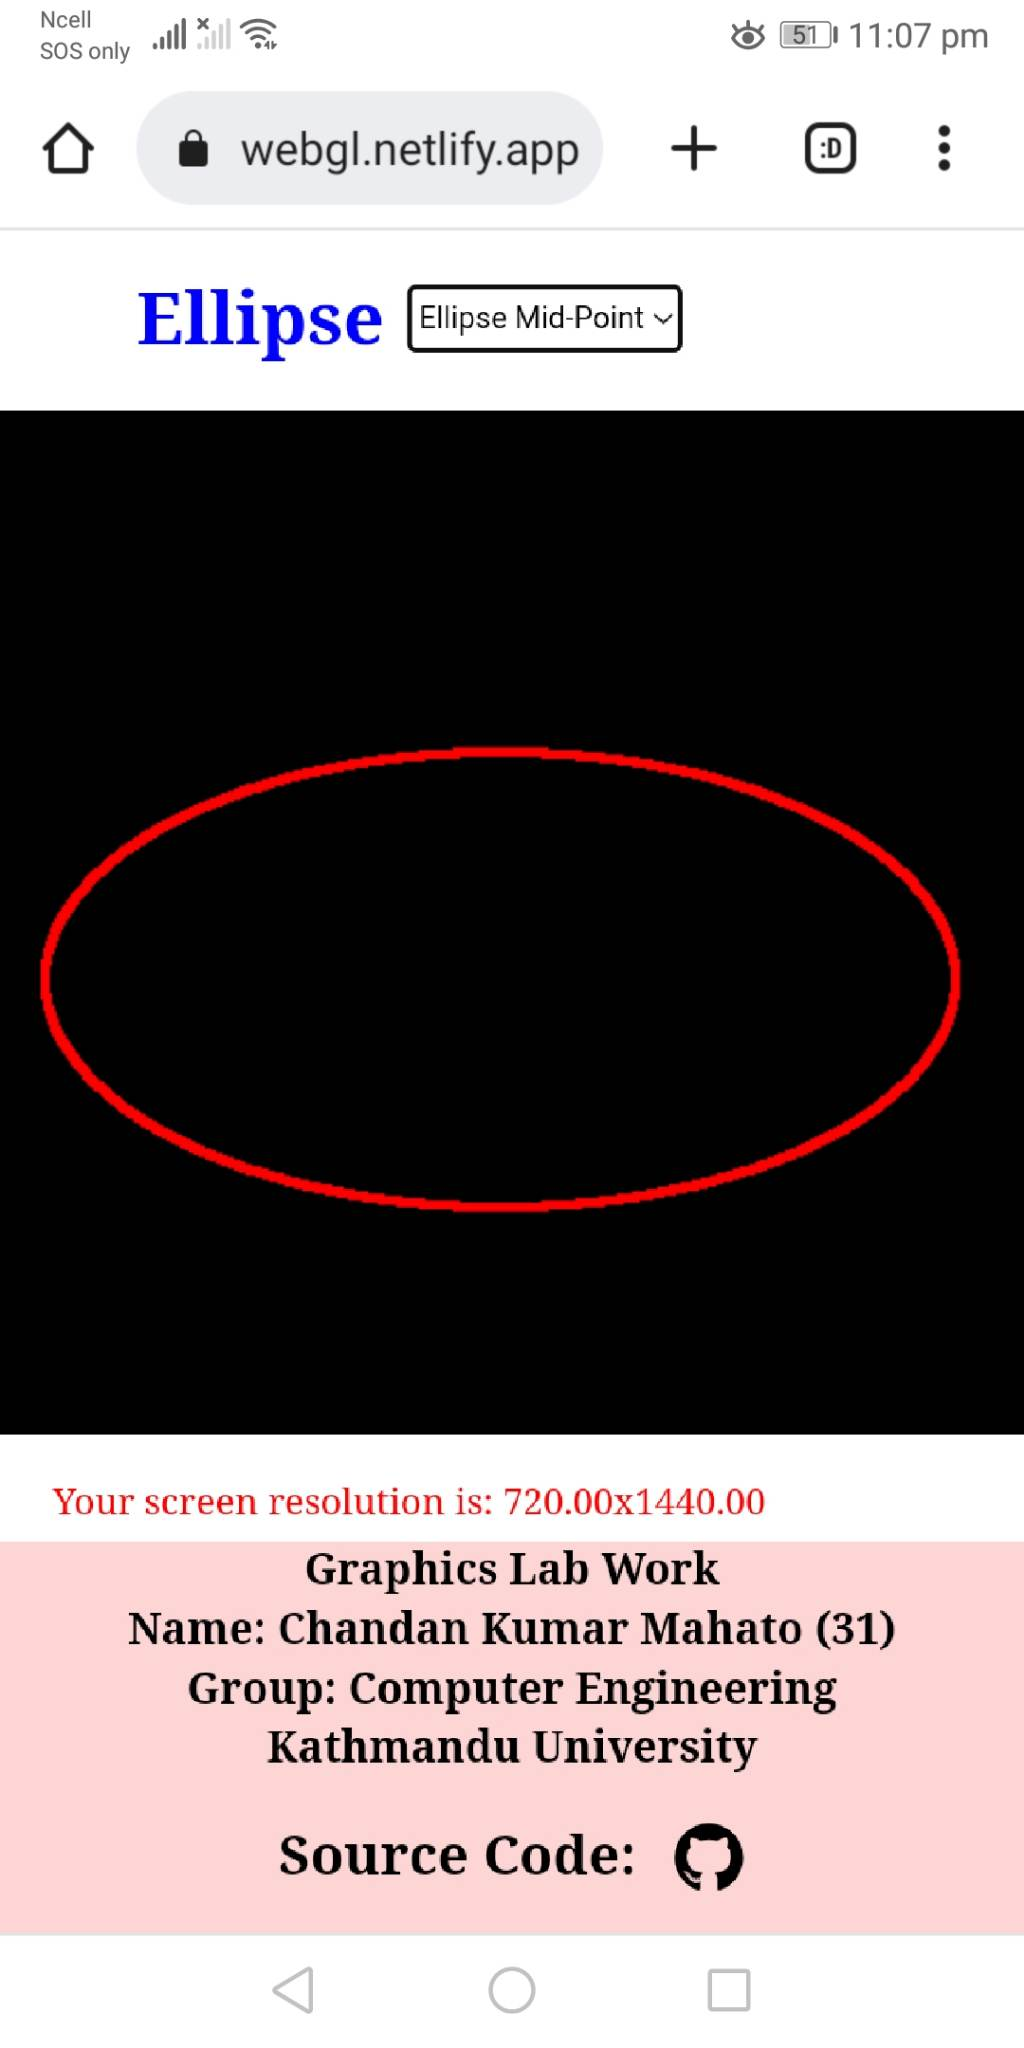 Ncell
SOS only
51 11:07 pm
webgl.netlify.app
:D
Ellipse
Ellipse Mid-Point
Your screen resolution is: 720.00x1440.00
Graphics Lab Work
Name: Chandan Kumar Mahato (31)
Group: Computer Engineering
Kathmandu University
Source Code: